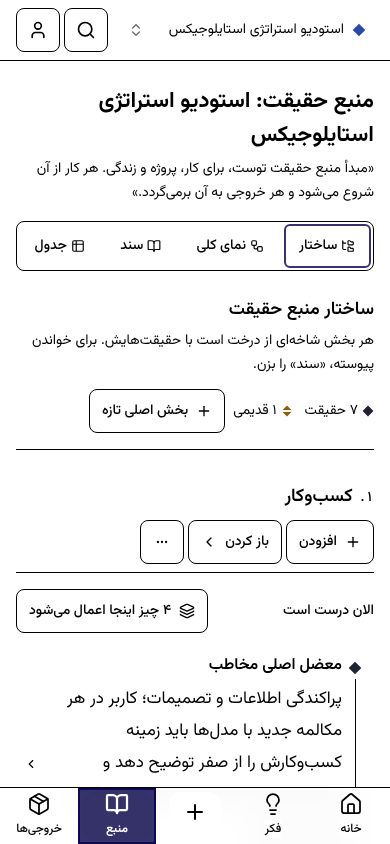 استودیو استراتژی استایلوجیکس
منبع حقیقت: استودیو استراتژی
استایلوجیکس
«مبدأ منبع حقیقت توست، برای کار، پروژه و زندگی. هر کار از آن
شروع می‌شود و هر خروجی به آن برمی‌گردد.»
ساختار نمای کلی سند جدول
ساختار منبع حقیقت
هر بخش شاخه‌ای از درخت است با حقیقت‌هایش. برای خواندن
پیوسته، «سند» را بزن.
۷ حقیقت ۱ قدیمی + بخش اصلی تازه
۱. کسب‌وکار
+ افزودن باز کردن ...
الان درست است ۴ چیز اینجا اعمال می‌شود
معضل اصلی مخاطب
پراکندگی اطلاعات و تصمیمات؛ کاربر در هر
مکالمه جدید با مدل‌ها باید زمینه
کسب‌وکارش را از صفر توضیح دهد و
خانه فکر + منبع خروجی‌ها